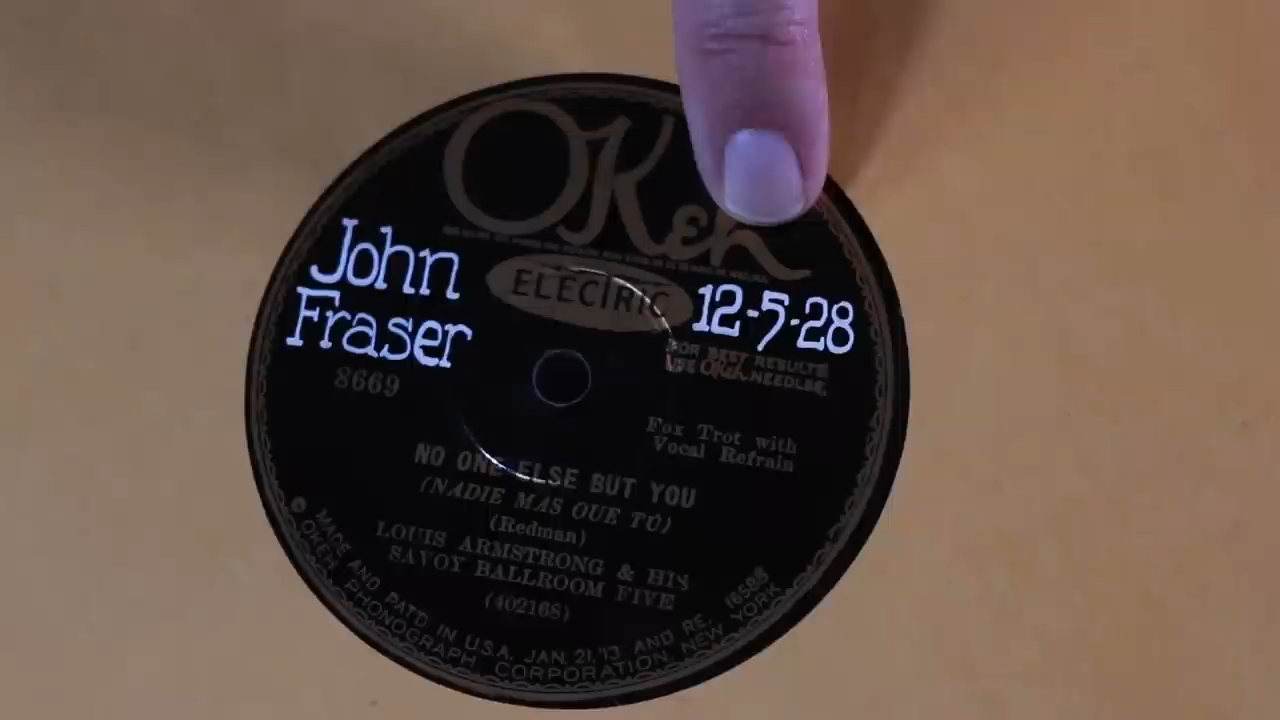 OKeh
ELECTRIC
John
Fraser
12-5-28
FOR BEST RESULTS
USE OKeh NEEDLES
8669
Fox Trot with
Vocal Refrain
NO ONE ELSE BUT YOU
(NADIE MAS QUE TÚ)
(Redman)
LOUIS ARMSTRONG & HIS
SAVOY BALLROOM FIVE
(402168)
MADE AND PAT'D IN U.S.A. JAN. 21, '13 AND RE. 16588
OKEH PHONOGRAPH CORPORATION NEW YORK